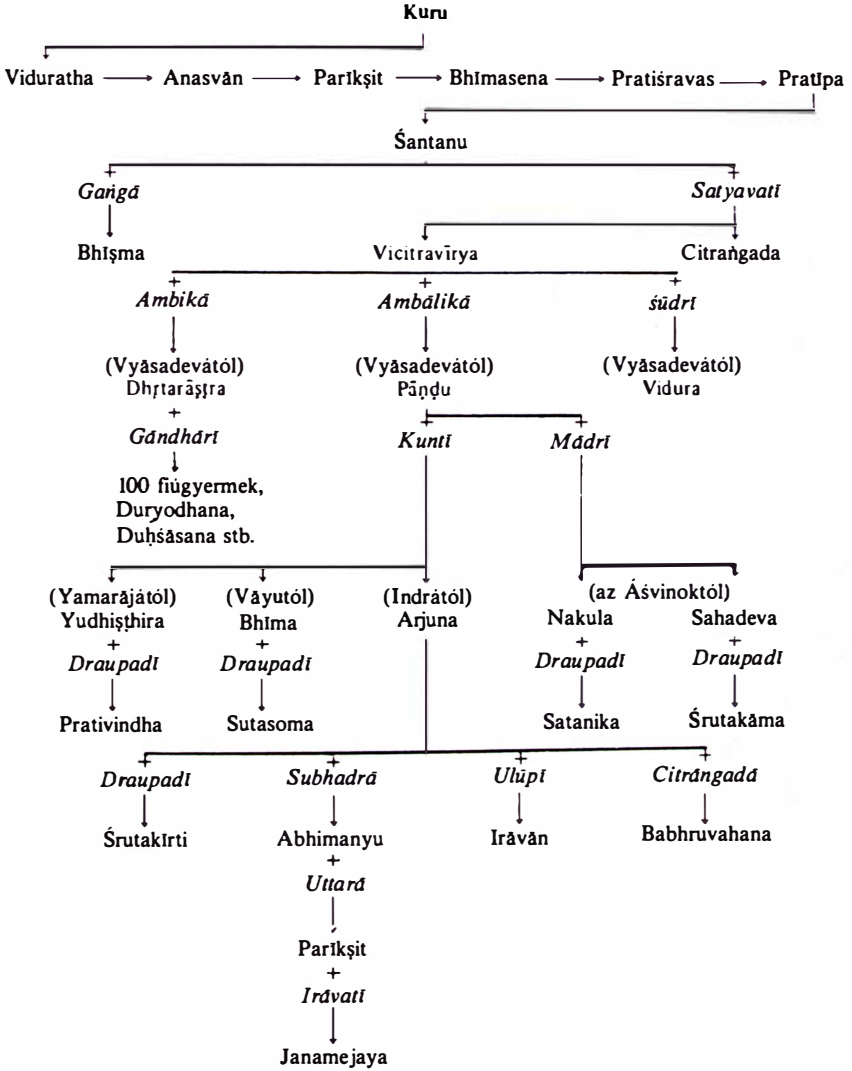 Kuru
Viduratha Anasvān Parīkṣit Bhīmasena Pratiśravas Pratīpa
Śantanu
+ +
Gaṅgā Satyavatī
Bhīṣma Vicitravīrya Citraṅgada
+ + +
Ambikā Ambālikā śūdrī
(Vyāsadevától) (Vyāsadevától) (Vyāsadevától)
Dhṛtarāṣṭra Pāṇḍu Vidura
+ + +
Gāndhārī Kuntī Mādrī
100 fiúgyermek,
Duryodhana,
Duḥśāsana stb.
(Yamarājától) (Vāyutól) (Indrától) (az Áśvinoktól)
Yudhiṣṭhira Bhīma Arjuna Nakula Sahadeva
+ + + +
Draupadī Draupadī Draupadī Draupadī
Prativindha Sutasoma Satanika Śrutakāma
+ + + +
Draupadī Subhadrā Ulūpī Citrāngadā
Śrutakīrti Abhimanyu Irāvān Babhruvahana
+
Uttarā
Parīkṣit
+
Irāvatī
Janamejaya